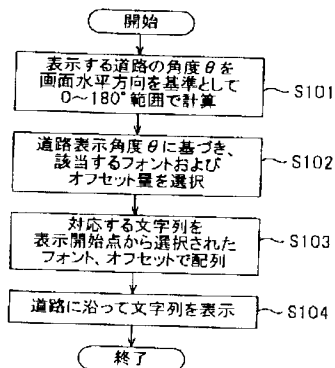 開始
表示する道路の角度θを
画面水平方向を基準として
0～180°範囲で計算
S101
道路表示角度θに基づき、
該当するフォントおよび
オフセット量を選択
S102
対応する文字列を
表示開始点から選択された
フォント、オフセットで配列
S103
道路に沿って文字列を表示
S104
終了